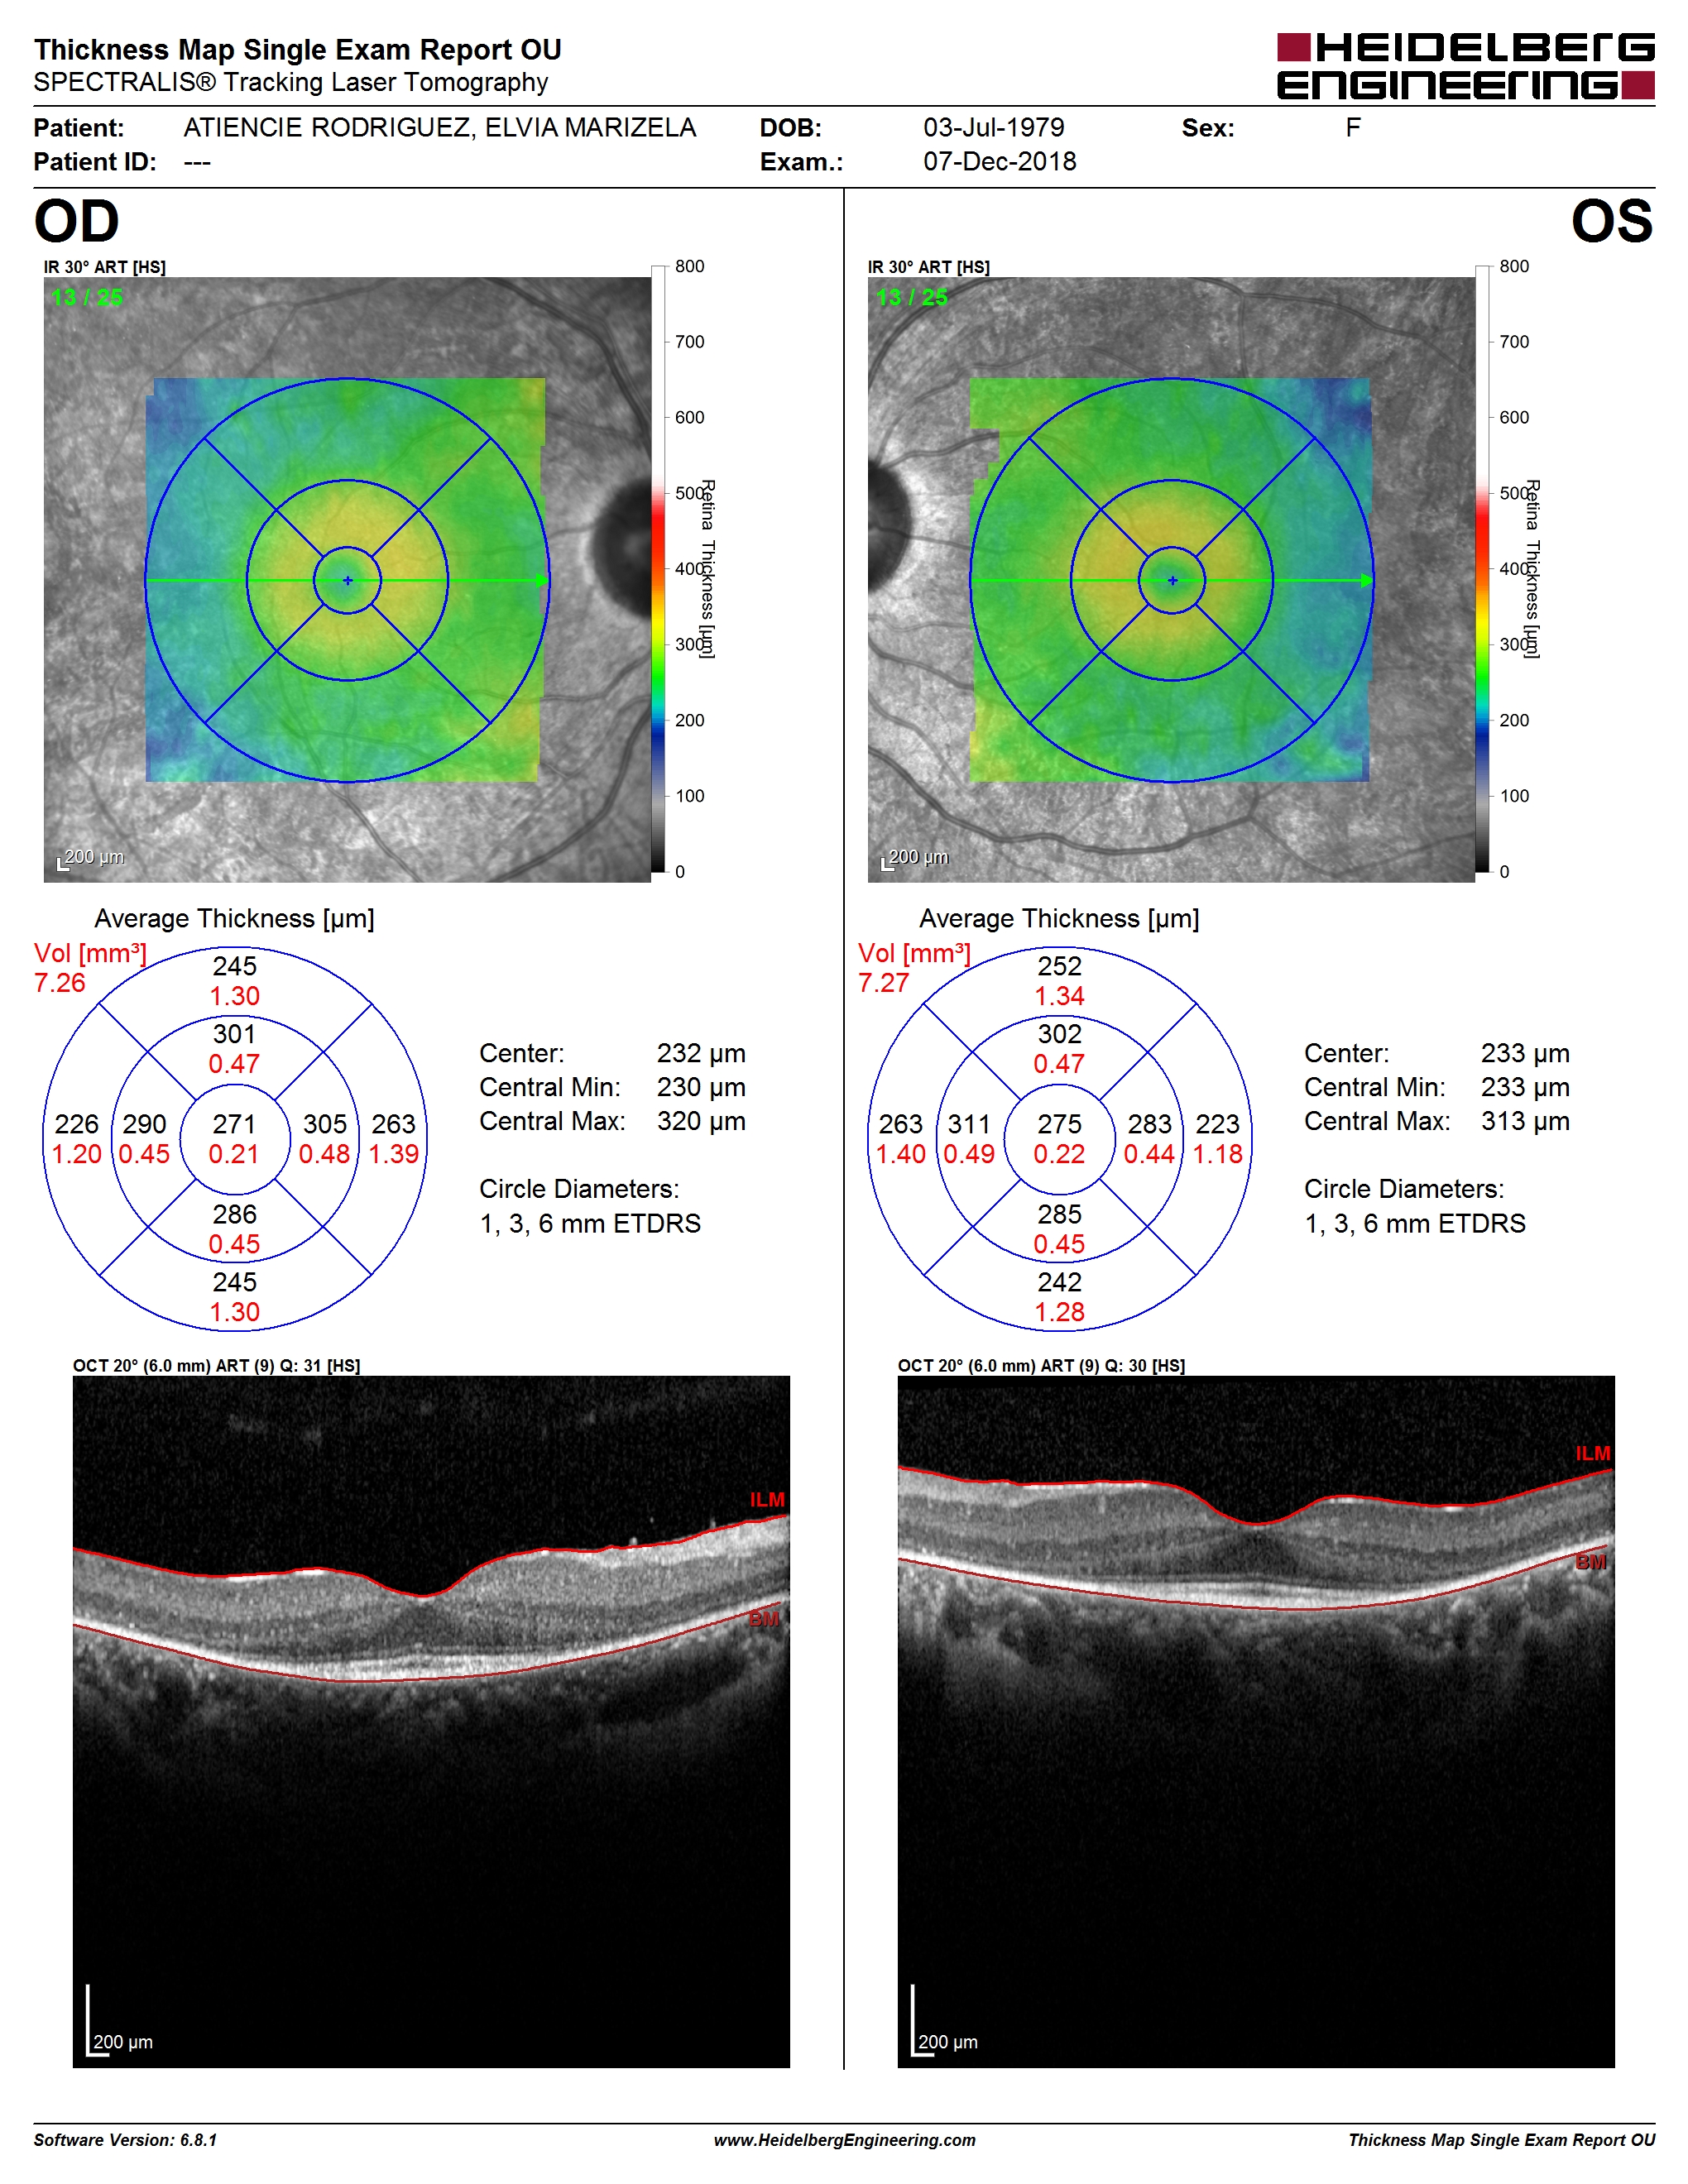 Thickness Map Single Exam Report OU
SPECTRALIS® Tracking Laser Tomography
HEIDELBERG
ENGINEERING
Patient: ATIENCIE RODRIGUEZ, ELVIA MARIZELA DOB: 03-Jul-1979 Sex: F
Patient ID: --- Exam.: 07-Dec-2018
OD
IR 30° ART [HS]
13 / 25
200 µm
800
700
600
500
400
300
200
100
0
Retina Thickness [µm]
Average Thickness [µm]
Vol [mm³]
7.26
245
1.30
301
0.47
226 290 271 305 263
1.20 0.45 0.21 0.48 1.39
286
0.45
245
1.30
Center: 232 µm
Central Min: 230 µm
Central Max: 320 µm
Circle Diameters:
1, 3, 6 mm ETDRS
OCT 20° (6.0 mm) ART (9) Q: 31 [HS]
ILM
BM
200 µm
OS
IR 30° ART [HS]
13 / 25
200 µm
800
700
600
500
400
300
200
100
0
Retina Thickness [µm]
Average Thickness [µm]
Vol [mm³]
7.27
252
1.34
302
0.47
263 311 275 283 223
1.40 0.49 0.22 0.44 1.18
285
0.45
242
1.28
Center: 233 µm
Central Min: 233 µm
Central Max: 313 µm
Circle Diameters:
1, 3, 6 mm ETDRS
OCT 20° (6.0 mm) ART (9) Q: 30 [HS]
ILM
BM
200 µm
Software Version: 6.8.1 www.HeidelbergEngineering.com Thickness Map Single Exam Report OU